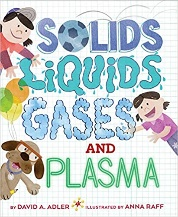 SOLIDS
LIQUIDS
GASES
AND
PLASMA
BY DAVID A. ADLER ILLUSTRATED BY ANNA RAFF